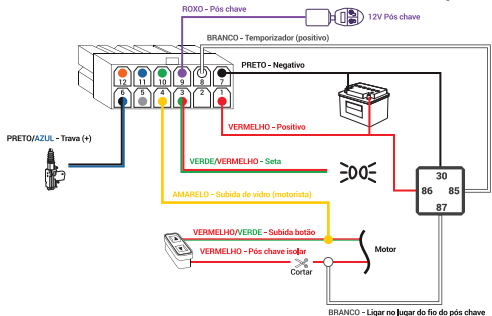 ROXO - Pós chave
12V Pós chave
BRANCO - Temporizador (positivo)
PRETO - Negativo
12 11 10 9 8 7
6 5 4 3 2 1
VERMELHO - Positivo
PRETO/AZUL - Trava (+)
VERDE/VERMELHO - Seta
30
86 85
87
AMARELO - Subida de vidro (motorista)
VERMELHO/VERDE - Subida botão
Motor
VERMELHO - Pós chave isolar
Cortar
BRANCO - Ligar no lugar do fio do pós chave